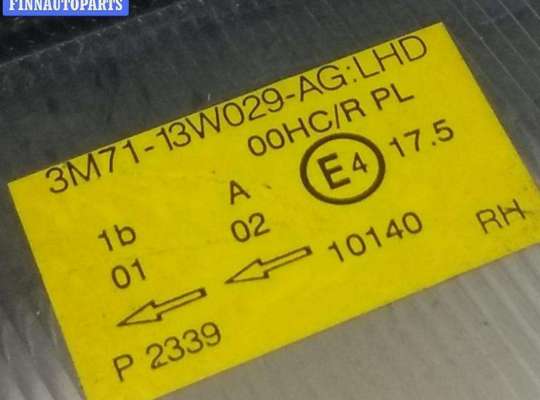 FINNAUTOPARTS
3M71-13W029-AG:LHD
00HC/R PL
1b A E4 17.5
01 02
10140 RH
P 2339